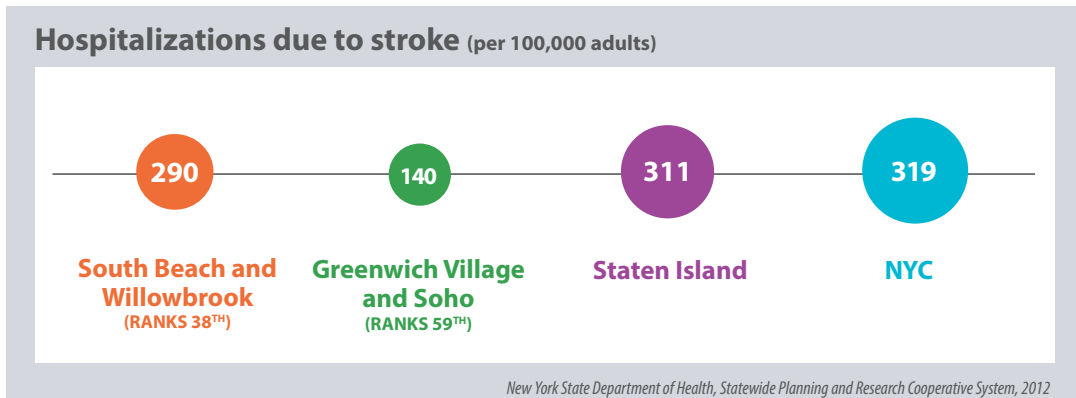 Hospitalizations due to stroke (per 100,000 adults)
290
140
311
319
South Beach and
Willowbrook
(RANKS 38TH)
Greenwich Village
and Soho
(RANKS 59TH)
Staten Island
NYC
New York State Department of Health, Statewide Planning and Research Cooperative System, 2012